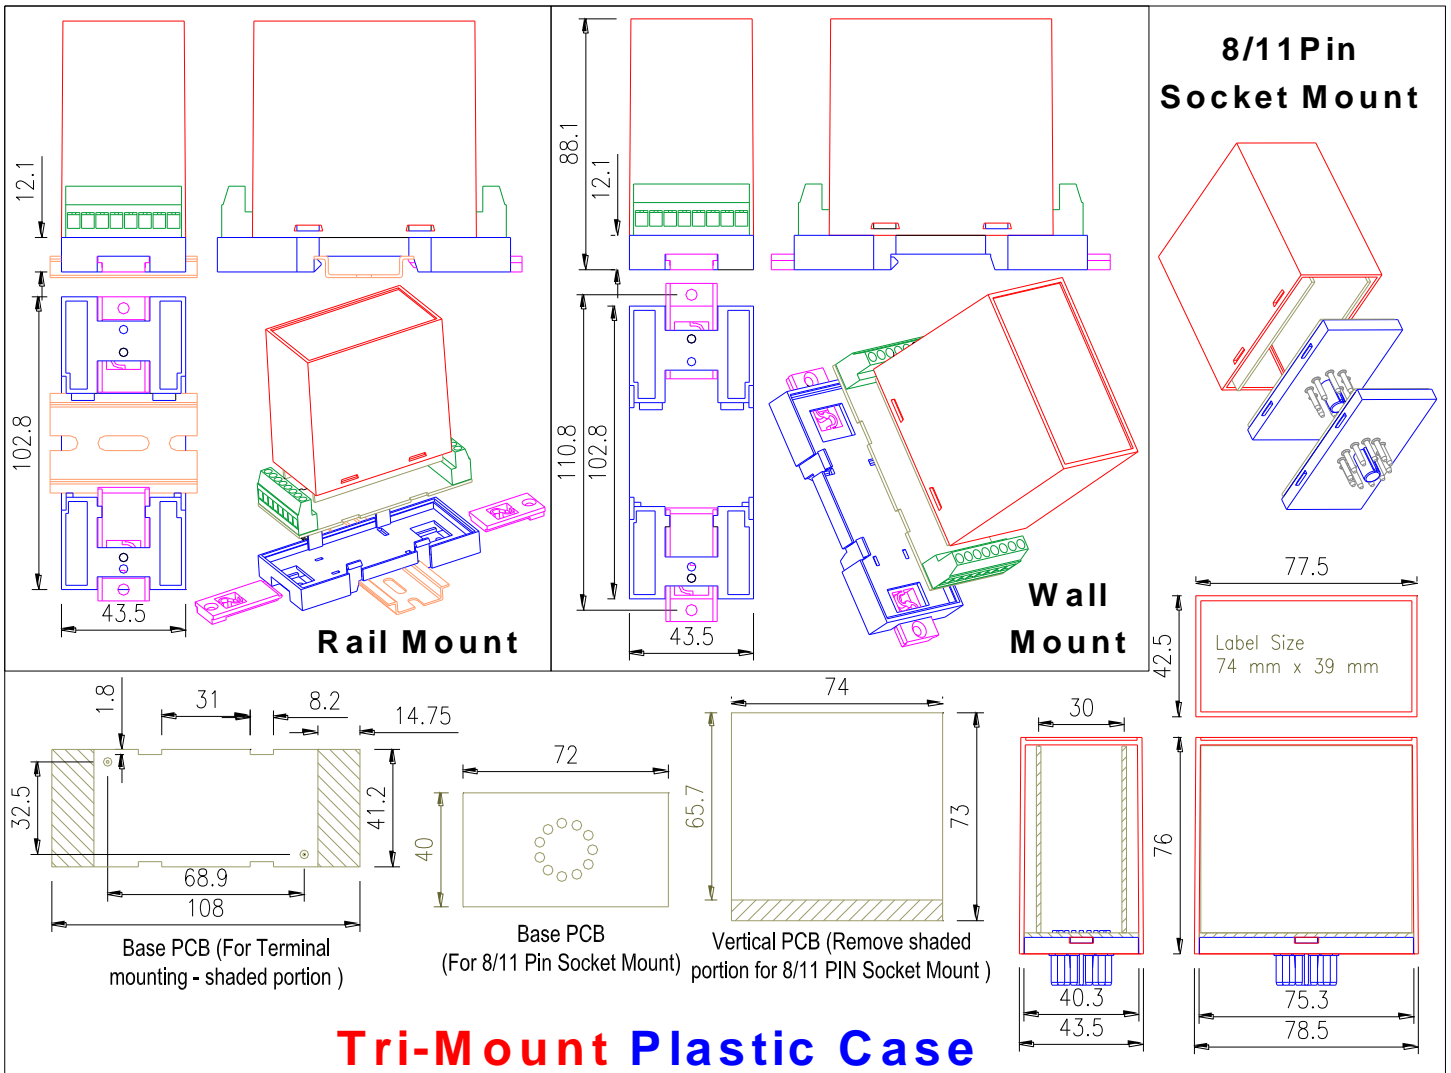 12.1
102.8
43.5
Rail Mount
88.1
12.1
110.8
102.8
43.5
Wall
Mount
8/11Pin
Socket Mount
77.5
42.5
Label Size
74 mm x 39 mm
1.8
31
8.2
14.75
32.5
41.2
68.9
108
Base PCB (For Terminal
mounting - shaded portion )
72
40
Base PCB
(For 8/11 Pin Socket Mount)
74
65.7
73
Vertical PCB (Remove shaded
portion for 8/11 PIN Socket Mount )
30
40.3
43.5
76
75.3
78.5
Tri-Mount Plastic Case